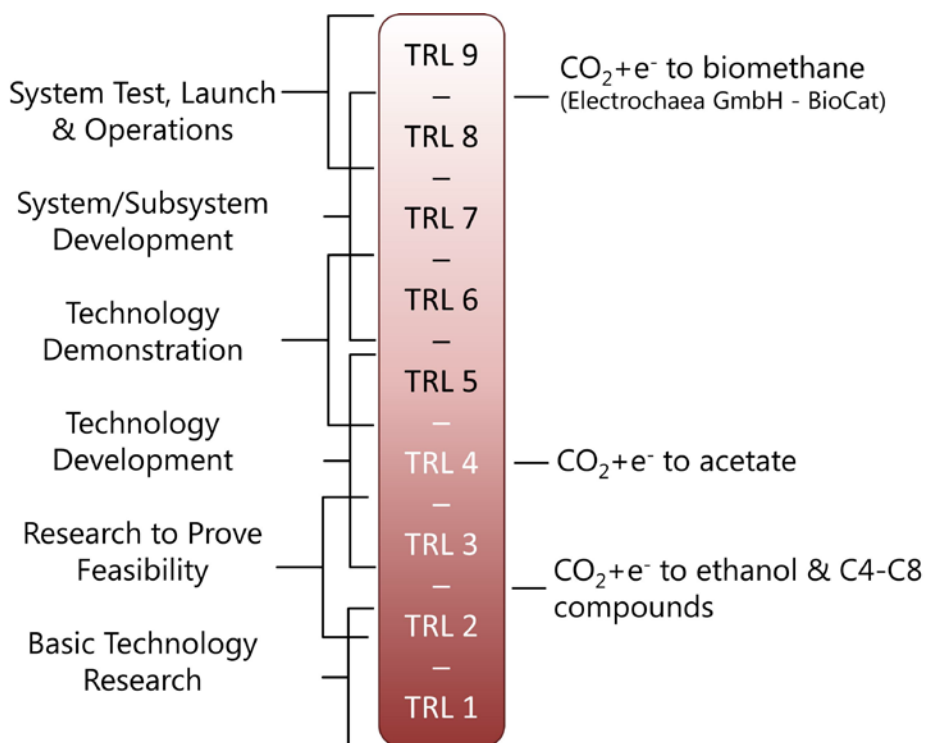 System Test, Launch
& Operations
System/Subsystem
Development
Technology
Demonstration
Technology
Development
Research to Prove
Feasibility
Basic Technology
Research
TRL 9
–
TRL 8
–
TRL 7
–
TRL 6
–
TRL 5
–
TRL 4
–
TRL 3
–
TRL 2
–
TRL 1
CO₂+e⁻ to biomethane
(Electrochaea GmbH - BioCat)
CO₂+e⁻ to acetate
CO₂+e⁻ to ethanol & C4-C8
compounds